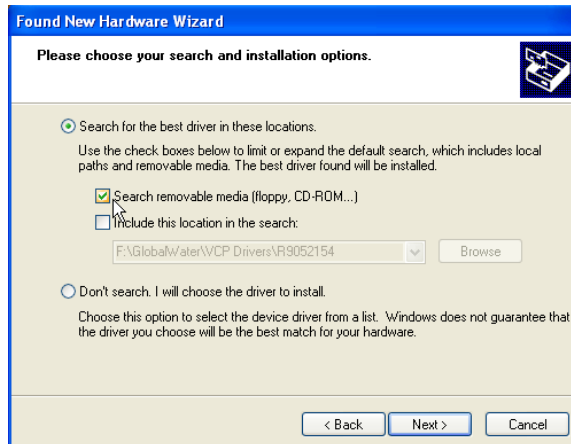 Found New Hardware Wizard
Please choose your search and installation options.
Search for the best driver in these locations.
Use the check boxes below to limit or expand the default search, which includes local
paths and removable media. The best driver found will be installed.
Search removable media (floppy, CD-ROM...)
Include this location in the search:
F:\GlobalWater\VCP Drivers\R9052154
Browse
Don't search. I will choose the driver to install.
Choose this option to select the device driver from a list. Windows does not guarantee that
the driver you choose will be the best match for your hardware.
< Back
Next >
Cancel